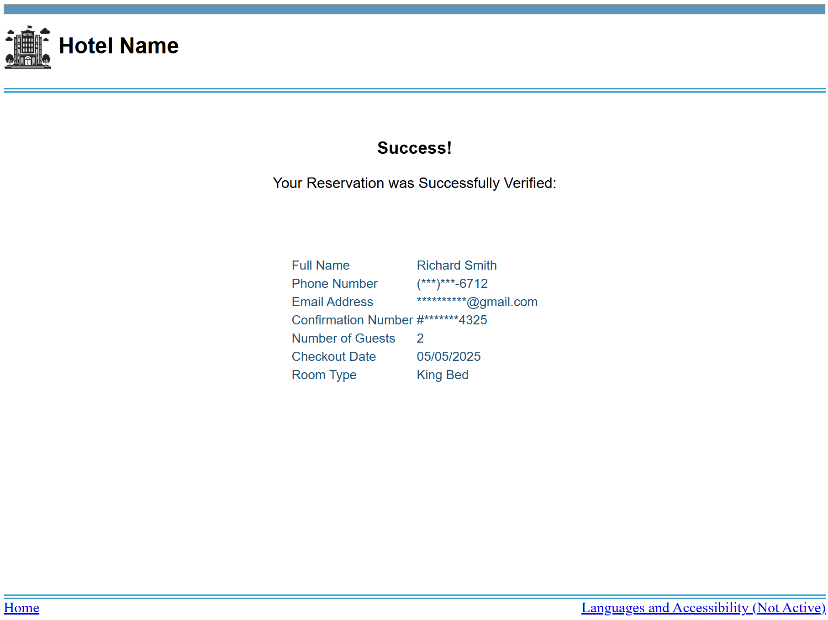 Hotel Name
Success!
Your Reservation was Successfully Verified:
Full Name Richard Smith
Phone Number (***)***-6712
Email Address **********@gmail.com
Confirmation Number #*******4325
Number of Guests 2
Checkout Date 05/05/2025
Room Type King Bed
Home Languages and Accessibility (Not Active)